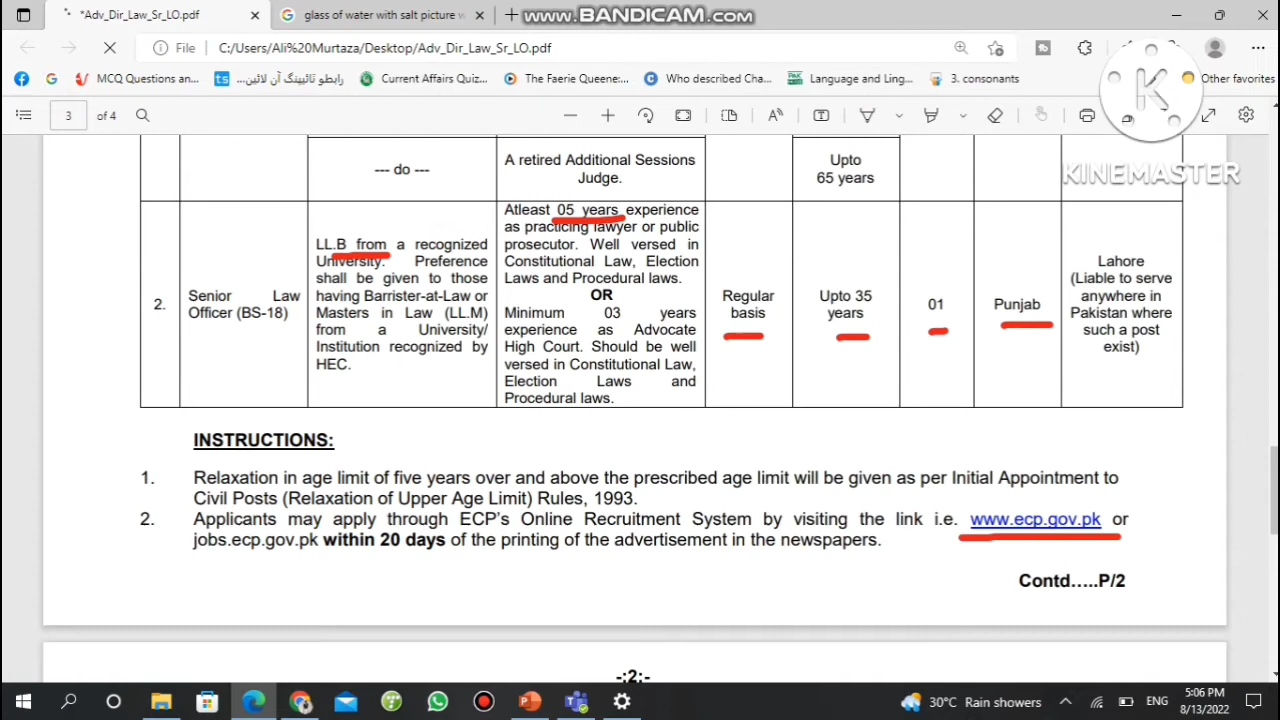 *Adv_Dir_Law_Sr_LO.pdf
glass of water with salt picture w
www.BANDICAM.com
File
C:/Users/Ali%20Murtaza/Desktop/Adv_Dir_Law_Sr_LO.pdf
MCQ Questions an...
رابطو تائپینگ آن لائین...
Current Affairs Quiz...
The Faerie Queene:...
Who described Cha...
Language and Ling...
3. consonants
Other favorites
3 of 4
K
KINEMASTER
--- do ---
A retired Additional Sessions
Judge.
Upto
65 years
2.
Senior Law
Officer (BS-18)
LL.B from a recognized
University. Preference
shall be given to those
having Barrister-at-Law or
Masters in Law (LL.M)
from a University/
Institution recognized by
HEC.
Atleast 05 years experience
as practicing lawyer or public
prosecutor. Well versed in
Constitutional Law, Election
Laws and Procedural laws.
OR
Minimum 03 years
experience as Advocate
High Court. Should be well
versed in Constitutional Law,
Election Laws and
Procedural laws.
Regular
basis
Upto 35
years
01
Punjab
Lahore
(Liable to serve
anywhere in
Pakistan where
such a post
exist)
INSTRUCTIONS:
1. Relaxation in age limit of five years over and above the prescribed age limit will be given as per Initial Appointment to
Civil Posts (Relaxation of Upper Age Limit) Rules, 1993.
2. Applicants may apply through ECP's Online Recruitment System by visiting the link i.e. www.ecp.gov.pk or
jobs.ecp.gov.pk within 20 days of the printing of the advertisement in the newspapers.
Contd…..P/2
-:2:-
30°C Rain showers
ENG
5:06 PM
8/13/2022